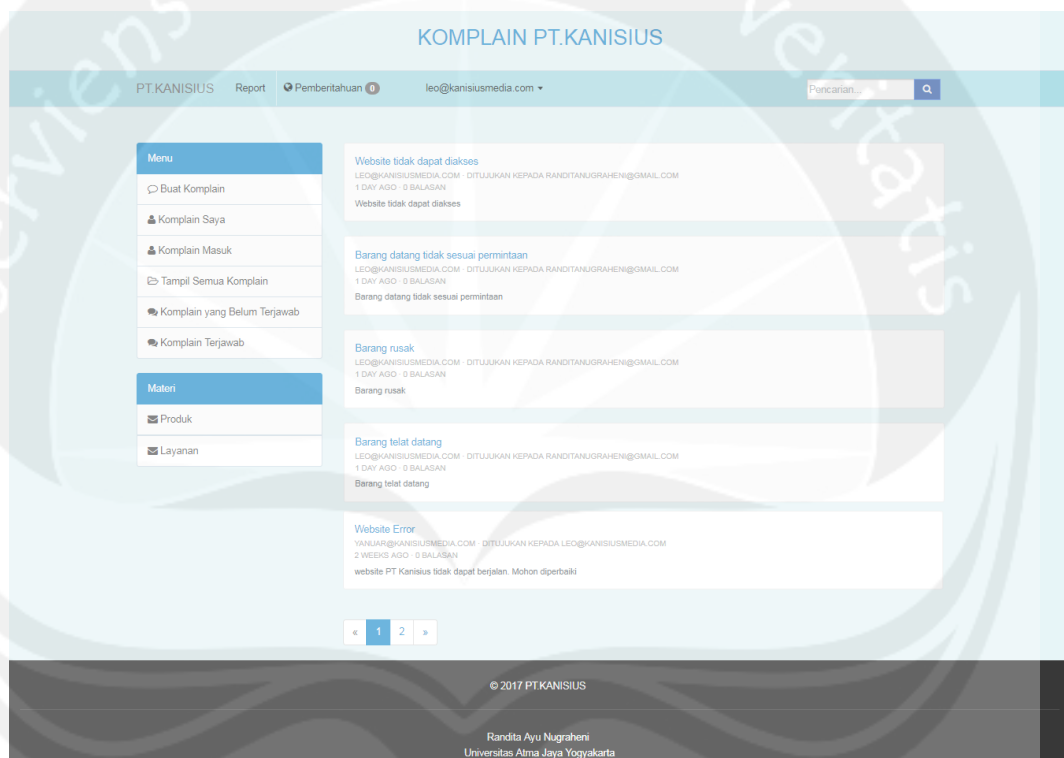 KOMPLAIN PT.KANISIUS
PT.KANISIUS Report Pemberitahuan 0 leo@kanisiusmedia.com Pencarian...
Menu
Buat Komplain
Komplain Saya
Komplain Masuk
Tampil Semua Komplain
Komplain yang Belum Terjawab
Komplain Terjawab
Materi
Produk
Layanan
Website tidak dapat diakses
LEO@KANISIUSMEDIA.COM · DITUJUKAN KEPADA RANDITANUGRAHENI@GMAIL.COM
1 DAY AGO · 0 BALASAN
Website tidak dapat diakses
Barang datang tidak sesuai permintaan
LEO@KANISIUSMEDIA.COM · DITUJUKAN KEPADA RANDITANUGRAHENI@GMAIL.COM
1 DAY AGO · 0 BALASAN
Barang datang tidak sesuai permintaan
Barang rusak
LEO@KANISIUSMEDIA.COM · DITUJUKAN KEPADA RANDITANUGRAHENI@GMAIL.COM
1 DAY AGO · 0 BALASAN
Barang rusak
Barang telat datang
LEO@KANISIUSMEDIA.COM · DITUJUKAN KEPADA RANDITANUGRAHENI@GMAIL.COM
1 DAY AGO · 0 BALASAN
Barang telat datang
Website Error
YANUAR@KANISIUSMEDIA.COM · DITUJUKAN KEPADA LEO@KANISIUSMEDIA.COM
2 WEEKS AGO · 0 BALASAN
website PT Kanisius tidak dapat berjalan. Mohon diperbaiki
« 1 2 »
© 2017 PT.KANISIUS
Randita Ayu Nugraheni
Universitas Atma Jaya Yogyakarta
serviens
veritatis